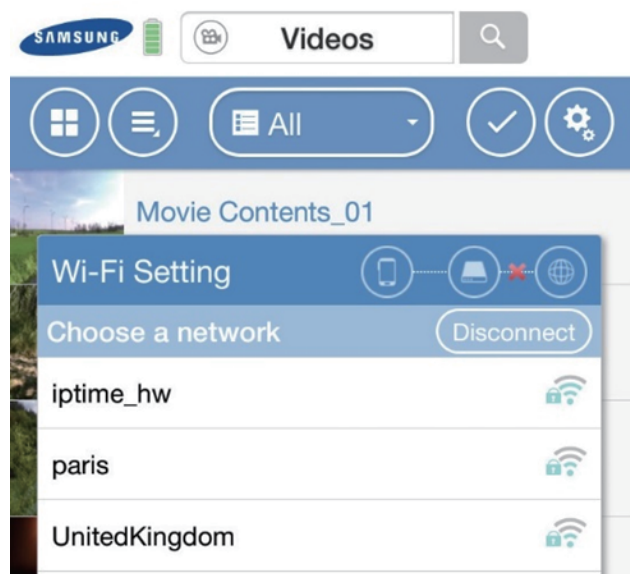 SAMSUNG
Videos
All
Movie Contents_01
Wi-Fi Setting
Choose a network
Disconnect
iptime_hw
paris
UnitedKingdom